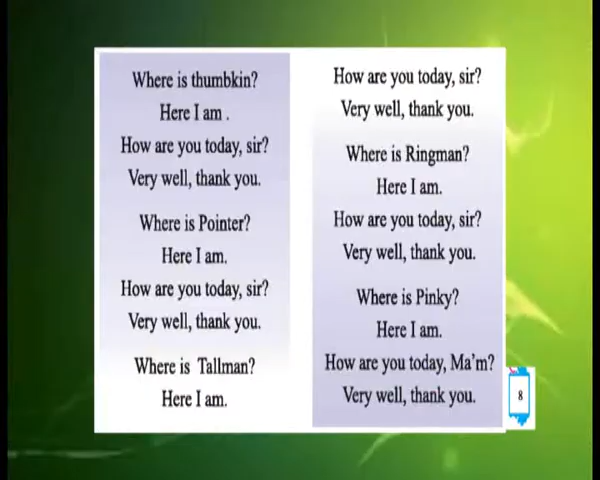 Where is thumbkin?
Here I am .
How are you today, sir?
Very well, thank you.
Where is Pointer?
Here I am.
How are you today, sir?
Very well, thank you.
Where is Tallman?
Here I am.
How are you today, sir?
Very well, thank you.
Where is Ringman?
Here I am.
How are you today, sir?
Very well, thank you.
Where is Pinky?
Here I am.
How are you today, Ma'm?
Very well, thank you.
8